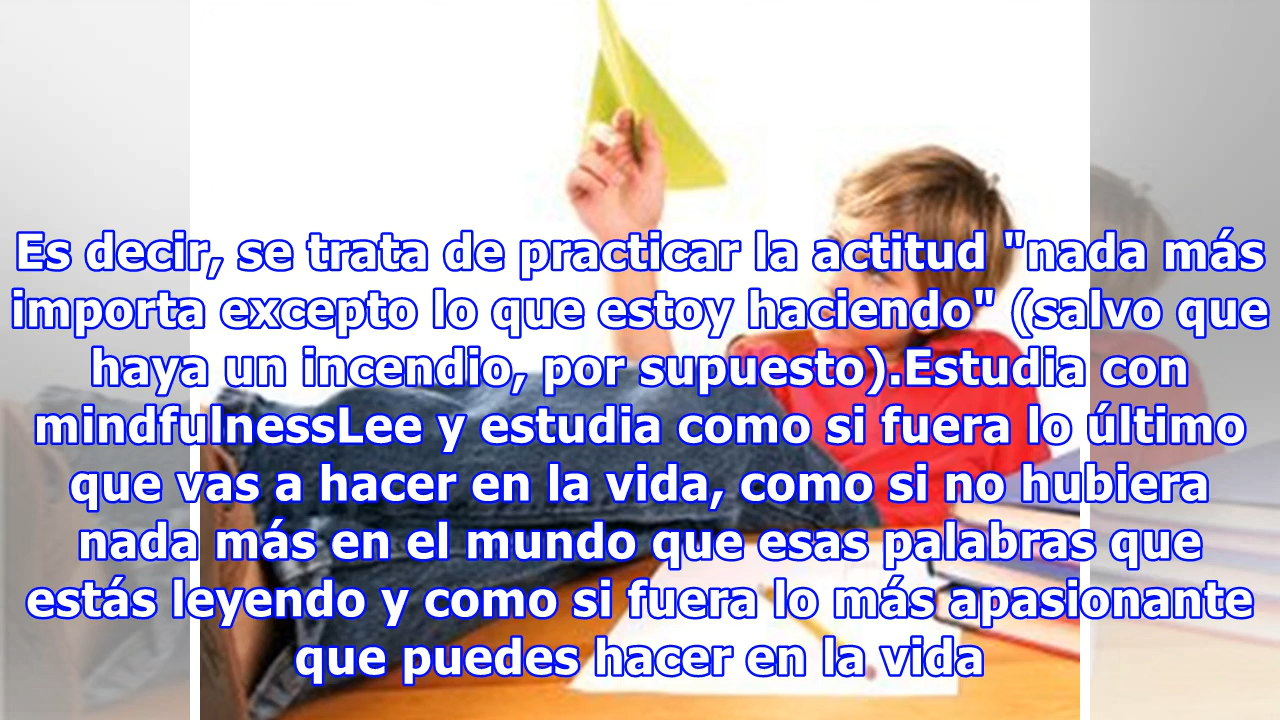 Es decir, se trata de practicar la actitud "nada más
importa excepto lo que estoy haciendo" (salvo que
haya un incendio, por supuesto).Estudia con
mindfulnessLee y estudia como si fuera lo último
que vas a hacer en la vida, como si no hubiera
nada más en el mundo que esas palabras que
estás leyendo y como si fuera lo más apasionante
que puedes hacer en la vida